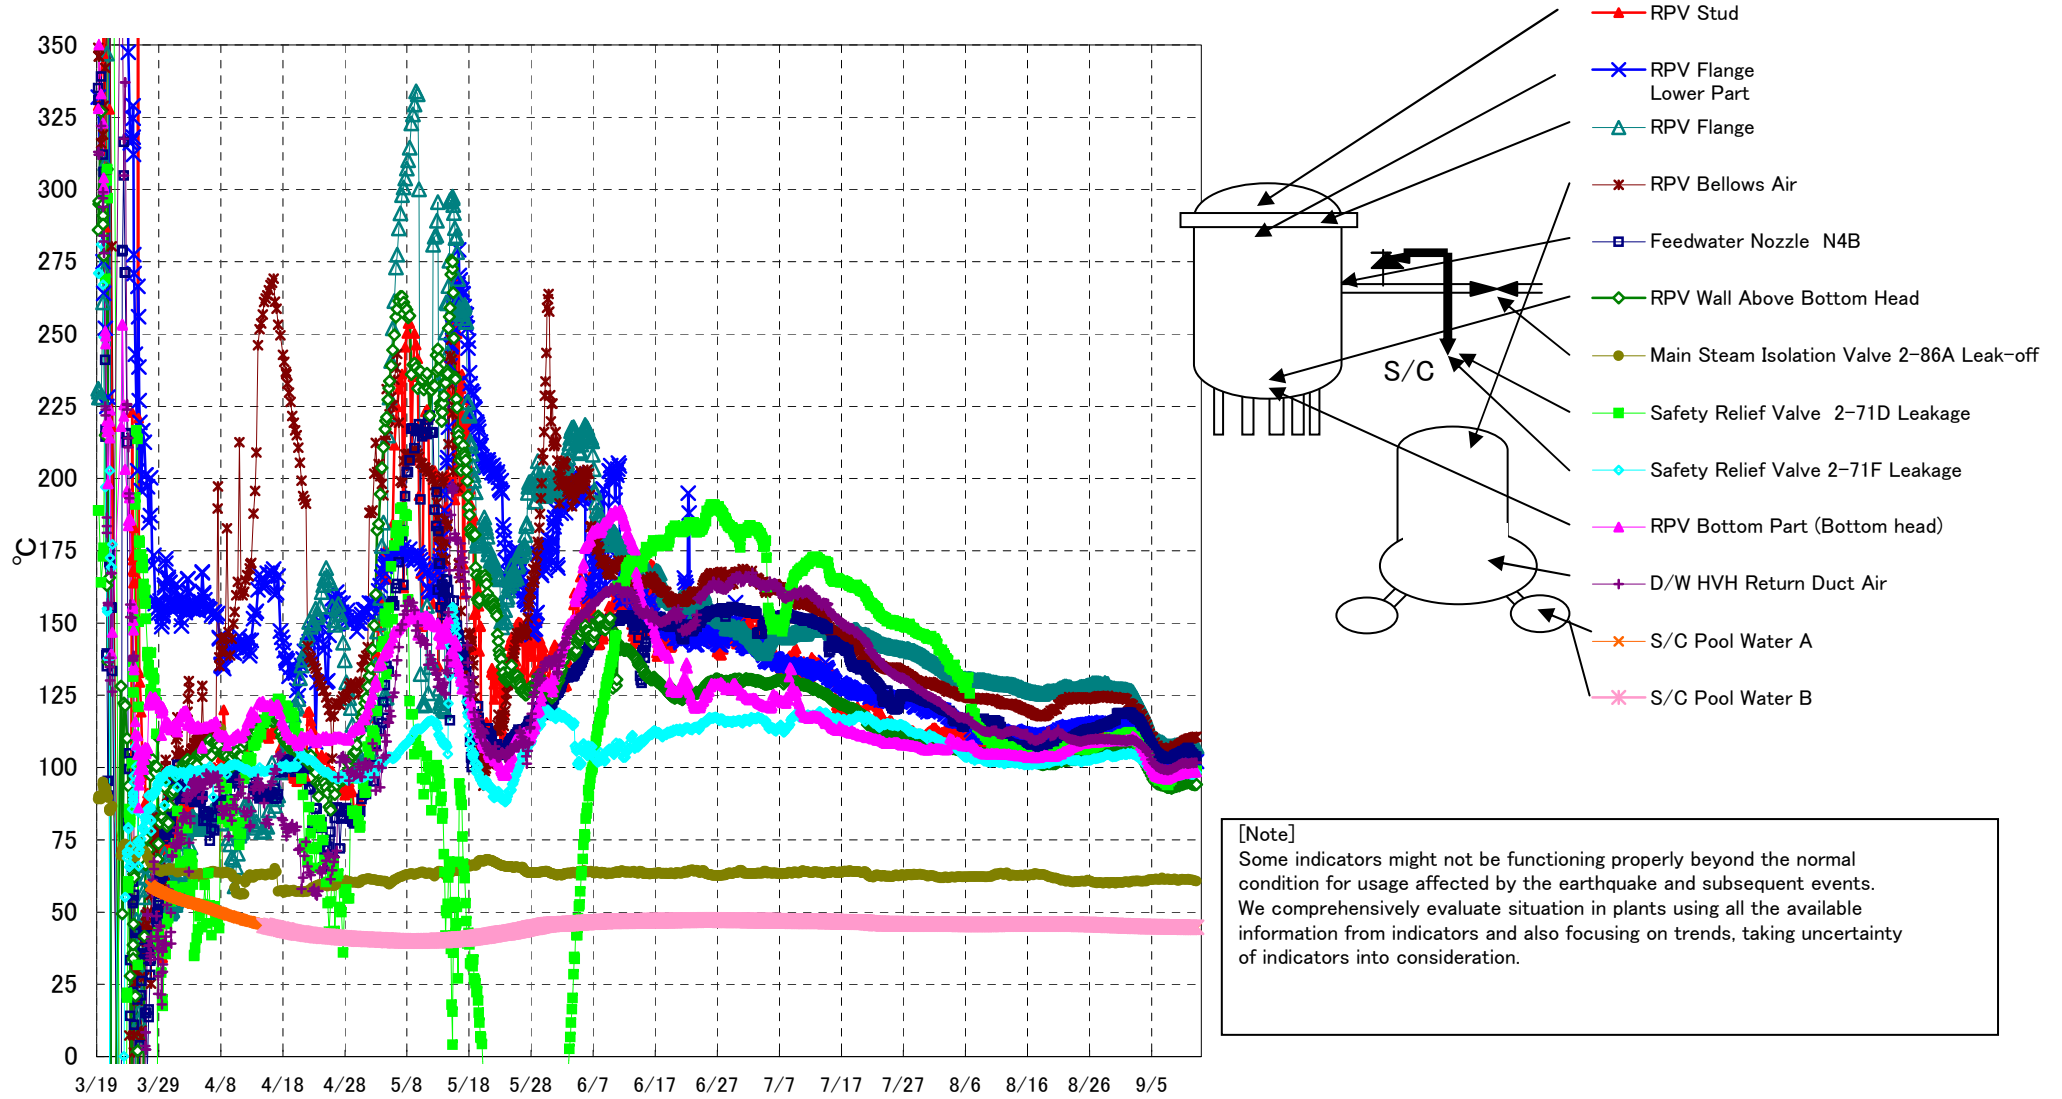 350
325
300
275
250
225
200
175
150
125
100
75
50
25
0
℃
3/19
3/29
4/8
4/18
4/28
5/8
5/18
5/28
6/7
6/17
6/27
7/7
7/17
7/27
8/6
8/16
8/26
9/5
S/C
RPV Stud
RPV Flange
Lower Part
RPV Flange
RPV Bellows Air
Feedwater Nozzle N4B
RPV Wall Above Bottom Head
Main Steam Isolation Valve 2-86A Leak-off
Safety Relief Valve 2-71D Leakage
Safety Relief Valve 2-71F Leakage
RPV Bottom Part (Bottom head)
D/W HVH Return Duct Air
S/C Pool Water A
S/C Pool Water B
[Note]
Some indicators might not be functioning properly beyond the normal
condition for usage affected by the earthquake and subsequent events.
We comprehensively evaluate situation in plants using all the available
information from indicators and also focusing on trends, taking uncertainty
of indicators into consideration.